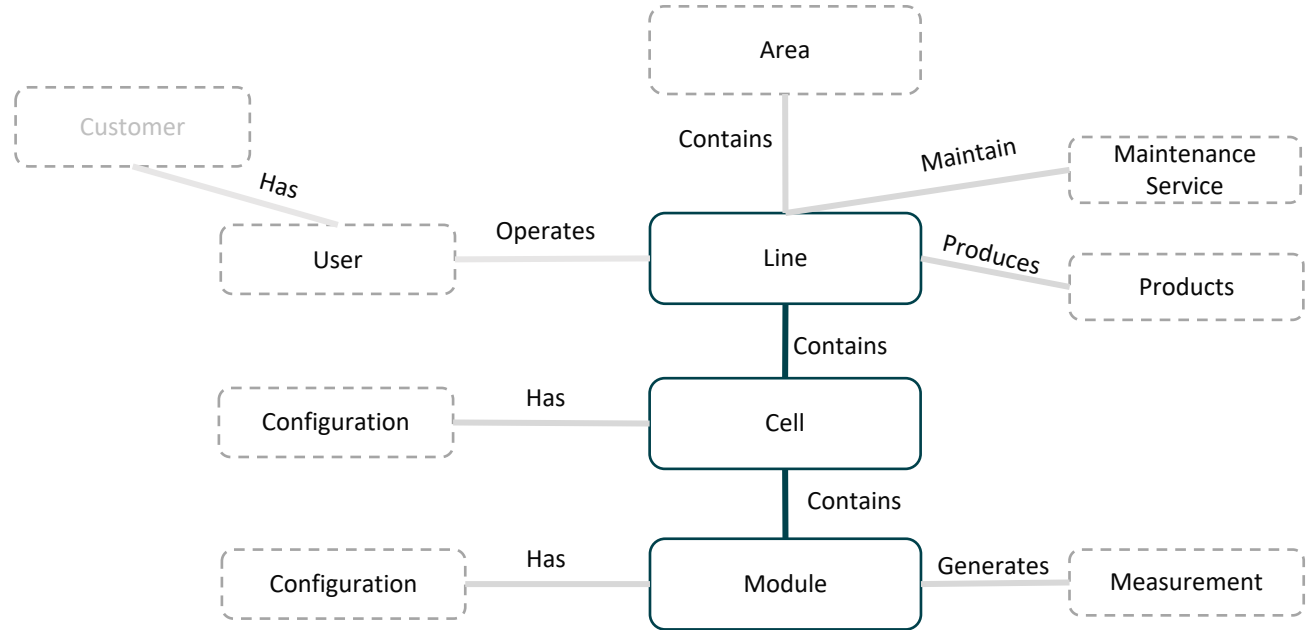 Area
Customer
Contains
Maintain
Maintenance
Service
Has
Operates
User
Line
Produces
Products
Contains
Has
Configuration
Cell
Contains
Has
Configuration
Module
Generates
Measurement